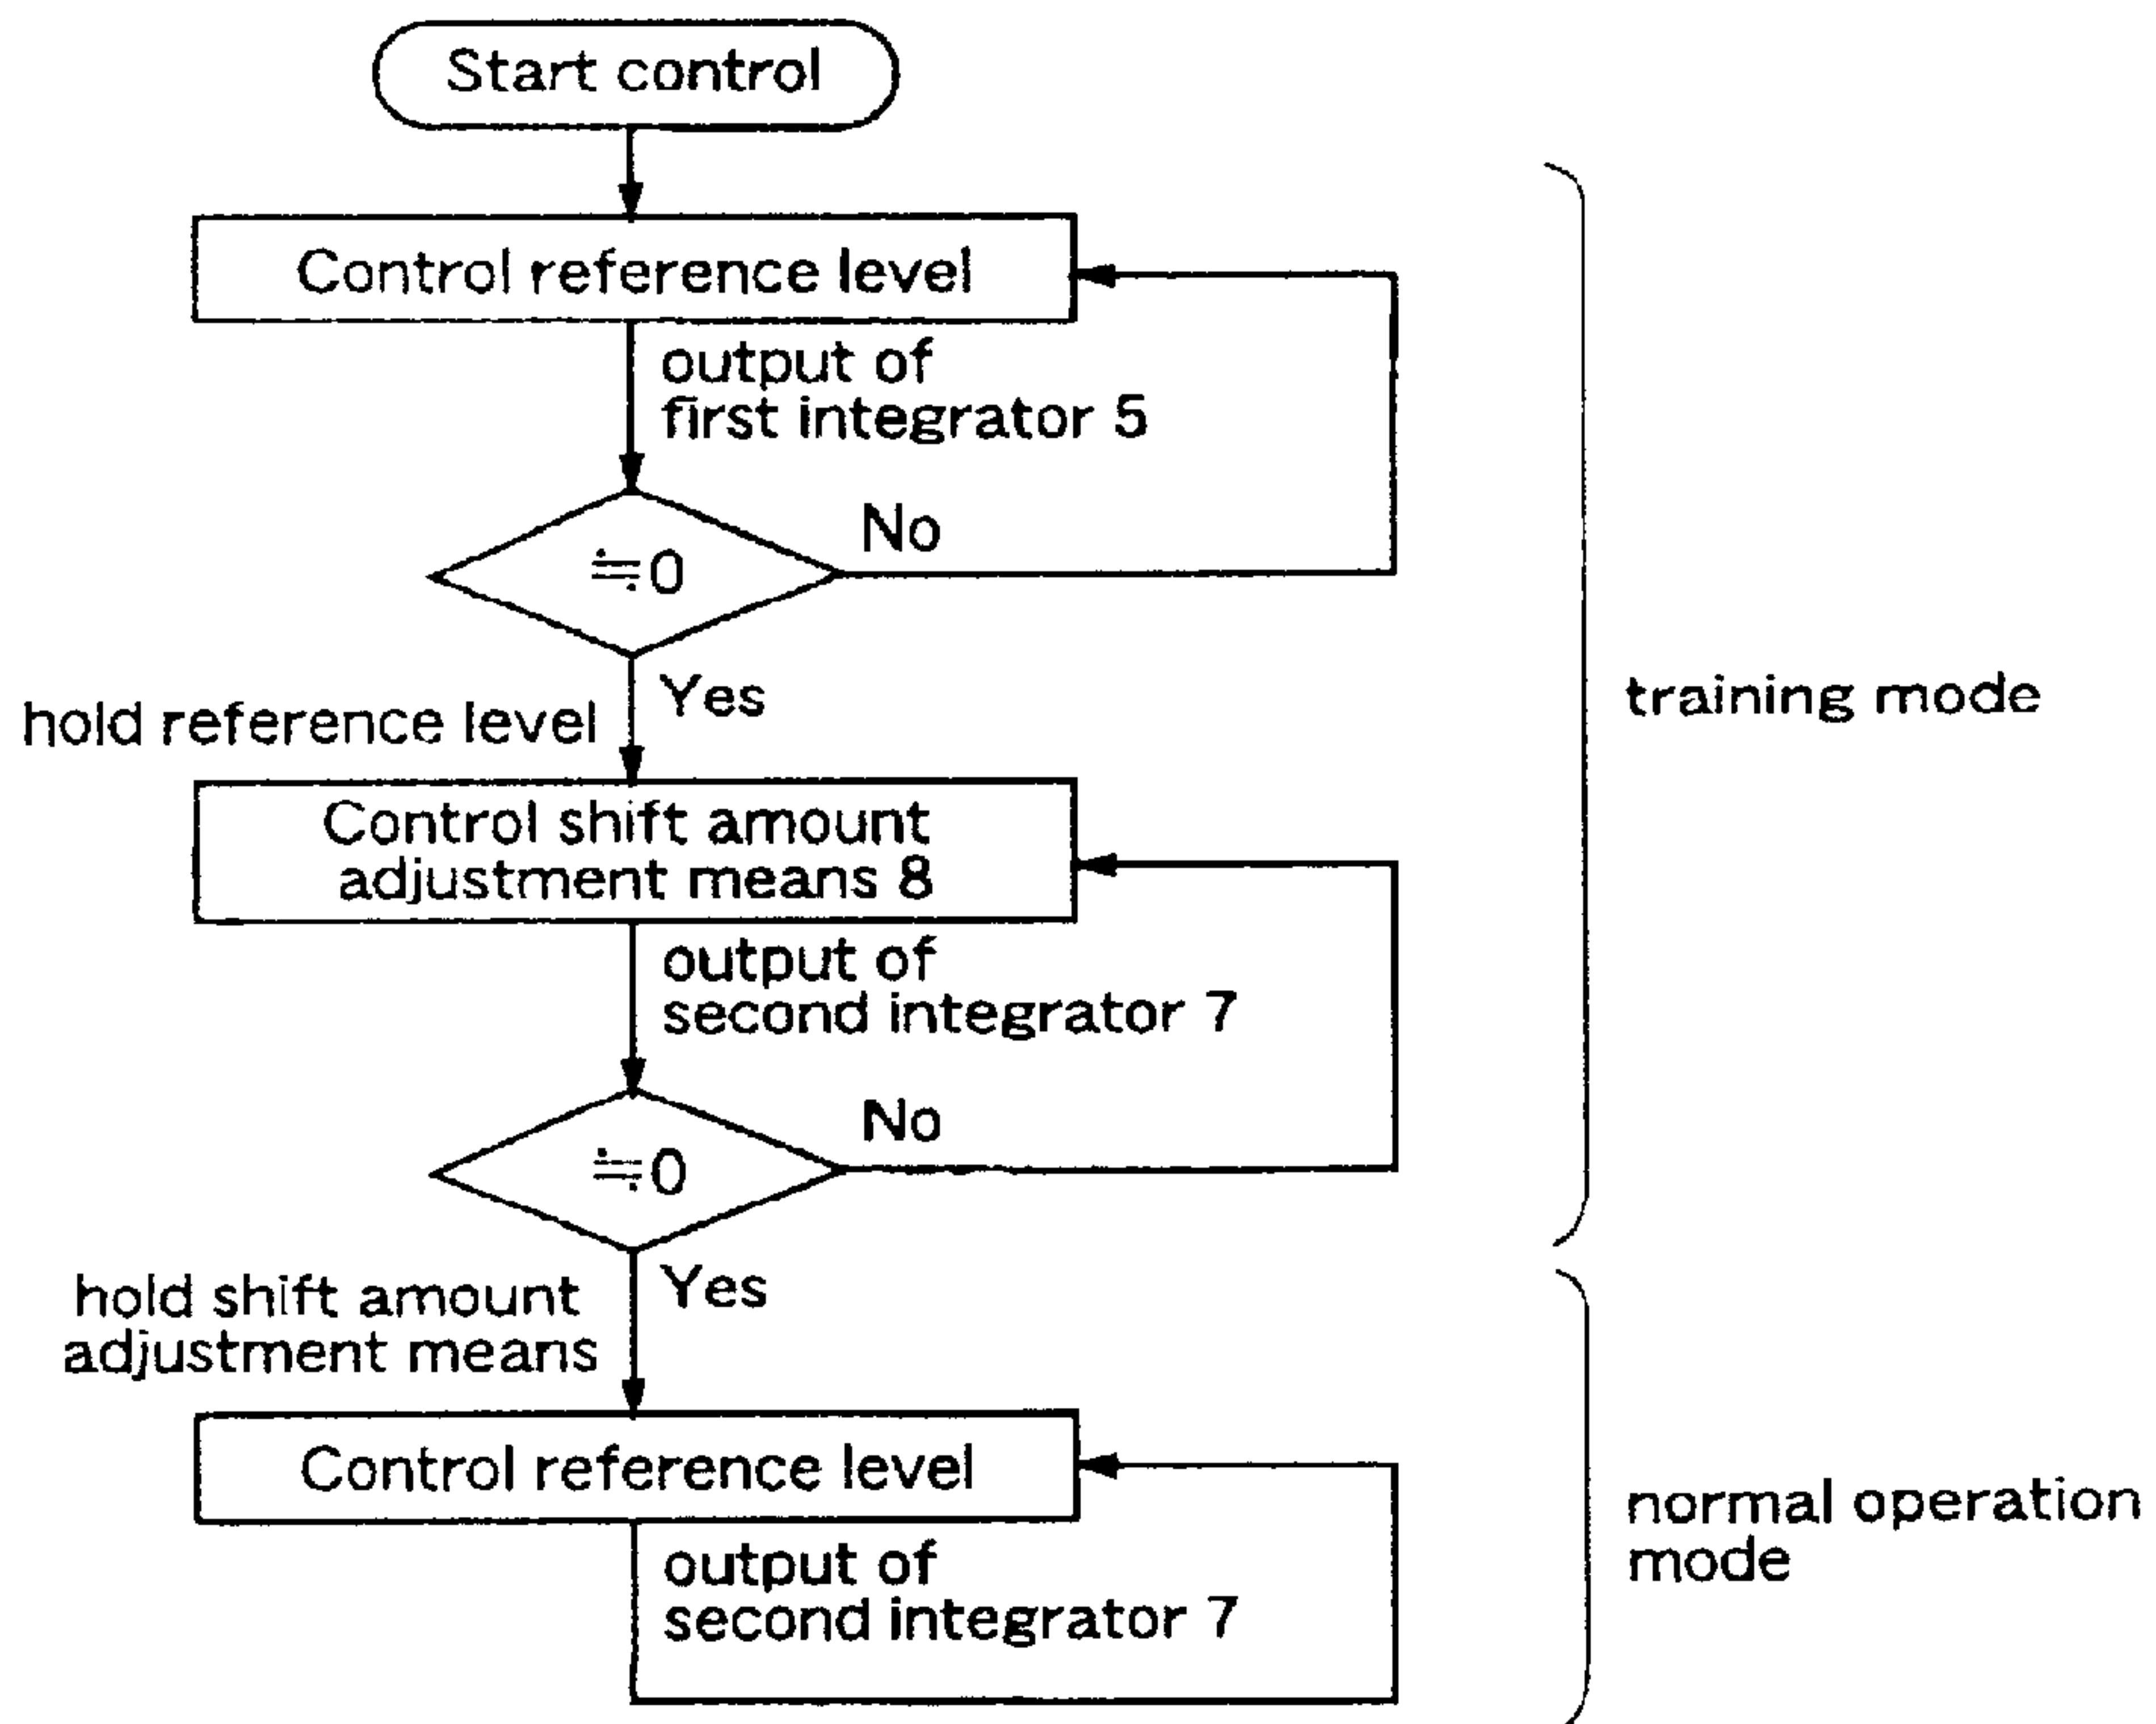 Start control
Control reference level
output of
first integrator 5
≒0
No
Yes
hold reference level
training mode
Control shift amount
adjustment means 8
output of
second integrator 7
≒0
No
Yes
hold shift amount
adjustment means
Control reference level
output of
second integrator 7
normal operation
mode